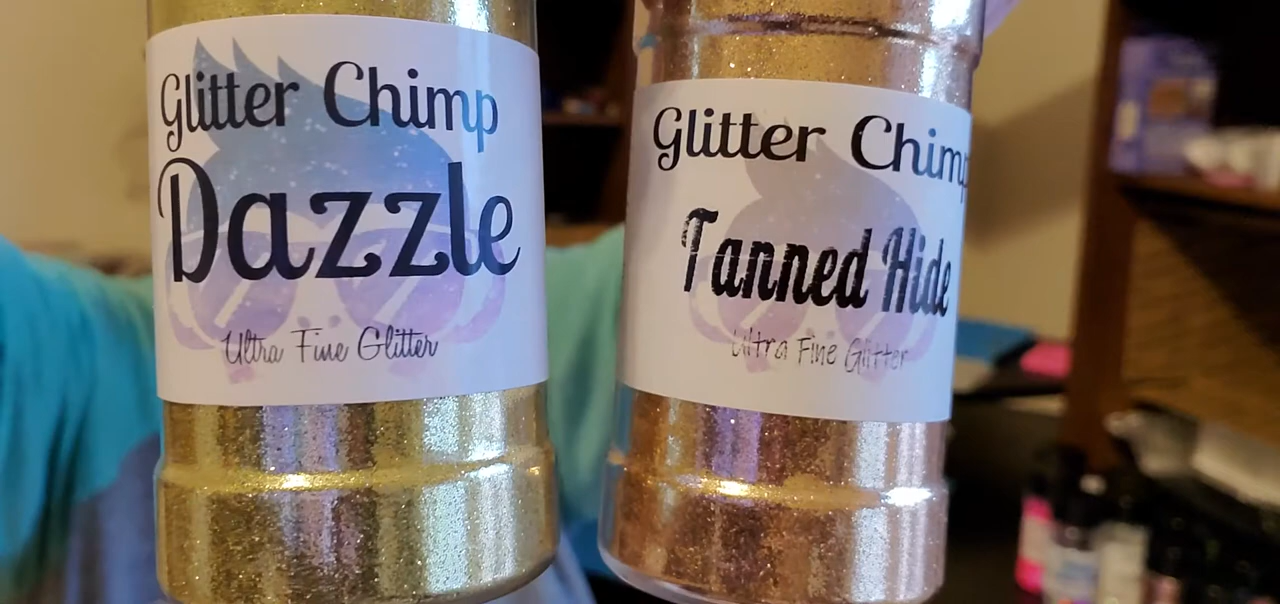 Glitter Chimp
Dazzle
Ultra Fine Glitter
Glitter Chimp
Tanned Hide
Ultra Fine Glitter